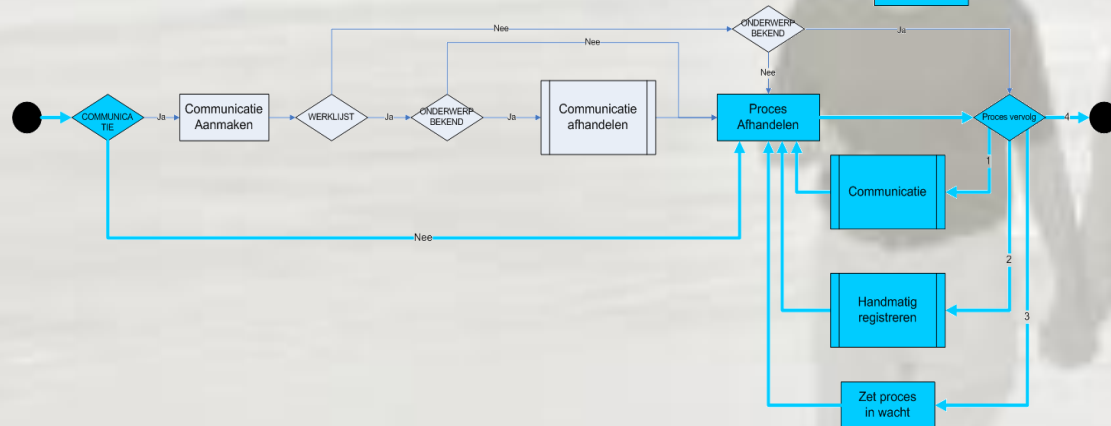 Nee
ONDERWERP
BEKEND
Ja
Nee
Nee
COMMUNICA
TIE
Ja
Communicatie
Aanmaken
WERKLIJST
Ja
ONDERWERP
BEKEND
Ja
Communicatie
afhandelen
Proces
Afhandelen
Proces vervolg
4
1
Communicatie
Nee
2
Handmatig
registreren
3
Zet proces
in wacht